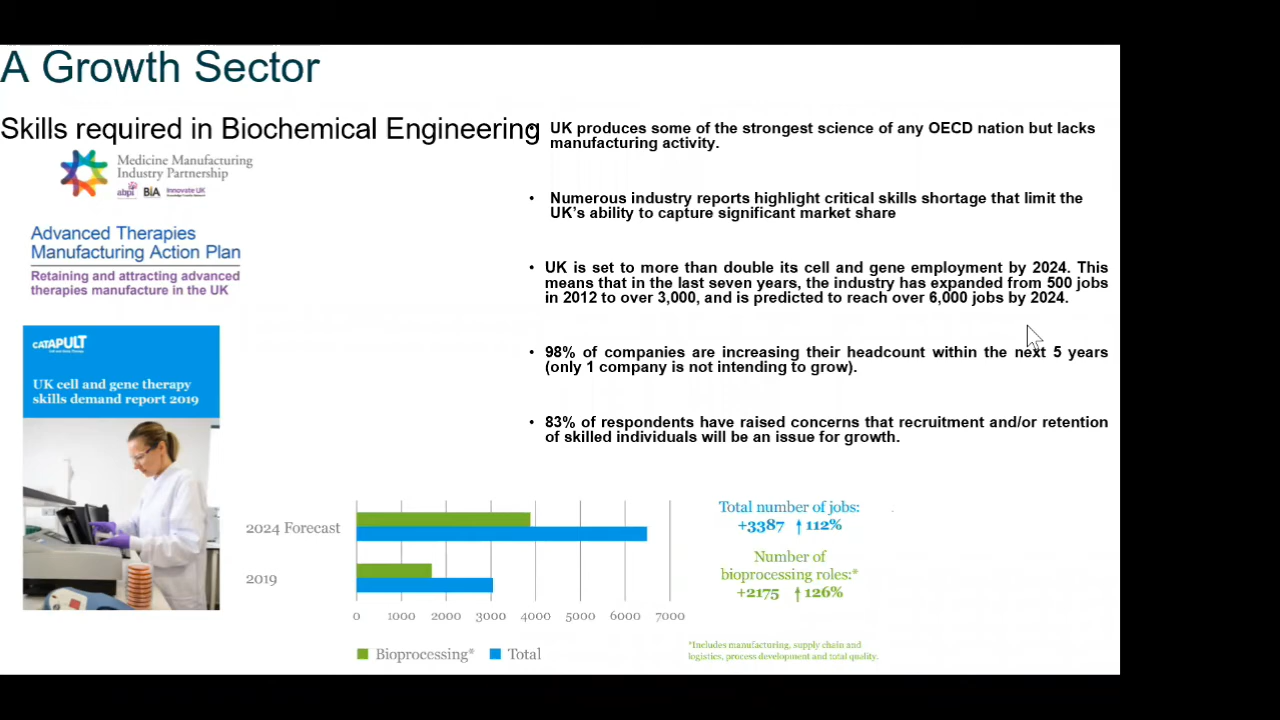 A Growth Sector
Skills required in Biochemical Engineering
Medicine Manufacturing
Industry Partnership
abpi BIA Innovate UK
Advanced Therapies
Manufacturing Action Plan
Retaining and attracting advanced
therapies manufacture in the UK
CATAPULT
UK cell and gene therapy
skills demand report 2019
• UK produces some of the strongest science of any OECD nation but lacks
manufacturing activity.
• Numerous industry reports highlight critical skills shortage that limit the
UK's ability to capture significant market share
• UK is set to more than double its cell and gene employment by 2024. This
means that in the last seven years, the industry has expanded from 500 jobs
in 2012 to over 3,000, and is predicted to reach over 6,000 jobs by 2024.
• 98% of companies are increasing their headcount within the next 5 years
(only 1 company is not intending to grow).
• 83% of respondents have raised concerns that recruitment and/or retention
of skilled individuals will be an issue for growth.
2024 Forecast
2019
0 1000 2000 3000 4000 5000 6000 7000
Bioprocessing* Total
Total number of jobs:
+3387 ↑ 112%
Number of
bioprocessing roles:*
+2175 ↑ 126%
*Includes manufacturing, supply chain and
logistics, process development and total quality.